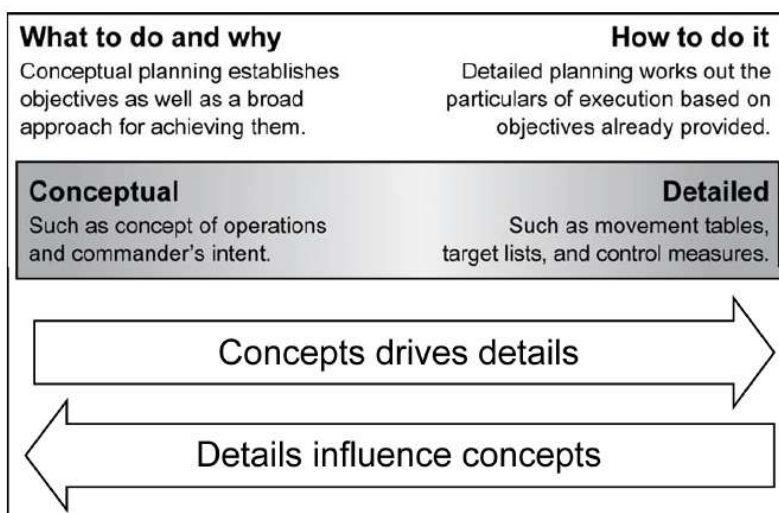 What to do and why
Conceptual planning establishes
objectives as well as a broad
approach for achieving them.
How to do it
Detailed planning works out the
particulars of execution based on
objectives already provided.
Conceptual
Such as concept of operations
and commander's intent.
Detailed
Such as movement tables,
target lists, and control measures.
Concepts drives details
Details influence concepts